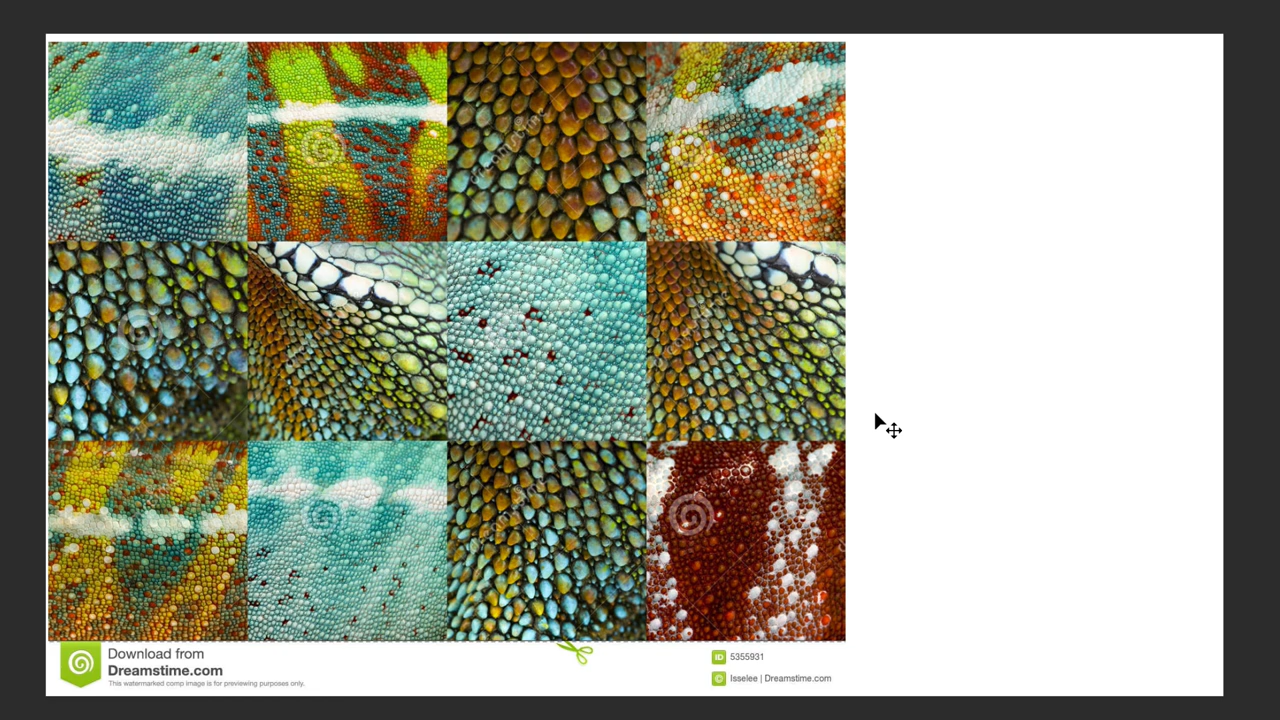 Download from
Dreamstime.com
This watermarked comp image is for previewing purposes only.
ID 5355931
© Isselee | Dreamstime.com